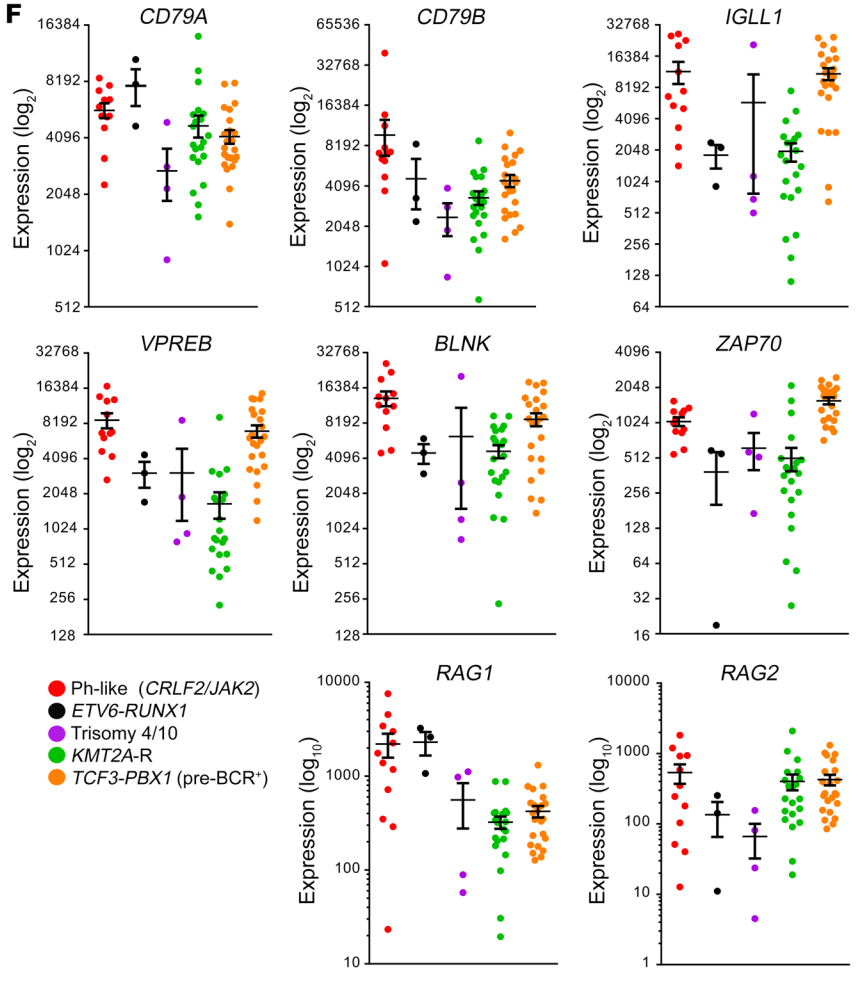 F
CD79A
CD79B
IGLL1
Expression (log2)
16384
8192
4096
2048
1024
512
Expression (log2)
65536
32768
16384
8192
4096
2048
1024
512
Expression (log2)
32768
16384
8192
4096
2048
1024
512
256
128
64
VPREB
BLNK
ZAP70
Expression (log2)
32768
16384
8192
4096
2048
1024
512
256
128
Expression (log2)
32768
16384
8192
4096
2048
1024
512
256
128
Expression (log2)
4096
2048
1024
512
256
128
64
32
16
Ph-like (CRLF2/JAK2)
ETV6-RUNX1
Trisomy 4/10
KMT2A-R
TCF3-PBX1 (pre-BCR+)
RAG1
RAG2
Expression (log10)
10000
1000
100
10
Expression (log10)
10000
1000
100
10
1